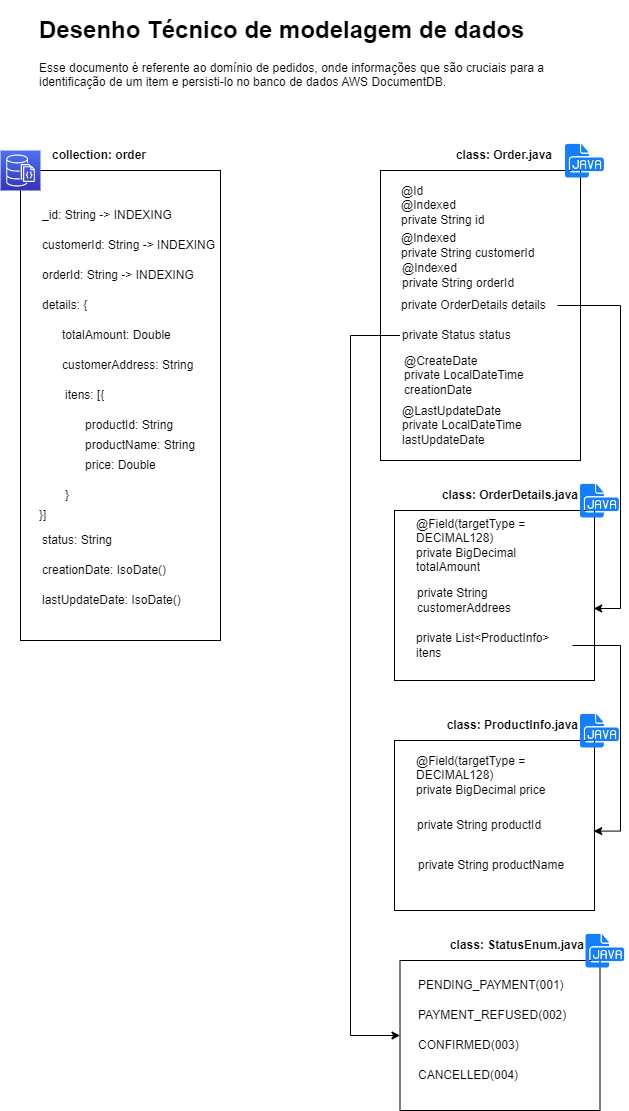 Desenho Técnico de modelagem de dados
Esse documento é referente ao domínio de pedidos, onde informações que são cruciais para a
identificação de um item e persisti-lo no banco de dados AWS DocumentDB.
collection: order
_id: String -> INDEXING
customerId: String -> INDEXING
orderId: String -> INDEXING
details: {
totalAmount: Double
customerAddress: String
itens: [{
productId: String
productName: String
price: Double
}
}]
status: String
creationDate: IsoDate()
lastUpdateDate: IsoDate()
class: Order.java
JAVA
@Id
@Indexed
private String id
@Indexed
private String customerId
@Indexed
private String orderId
private OrderDetails details
private Status status
@CreateDate
private LocalDateTime
creationDate
@LastUpdateDate
private LocalDateTime
lastUpdateDate
class: OrderDetails.java
JAVA
@Field(targetType =
DECIMAL128)
private BigDecimal
totalAmount
private String
customerAddrees
private List<ProductInfo>
itens
class: ProductInfo.java
JAVA
@Field(targetType =
DECIMAL128)
private BigDecimal price
private String productId
private String productName
class: StatusEnum.java
JAVA
PENDING_PAYMENT(001)
PAYMENT_REFUSED(002)
CONFIRMED(003)
CANCELLED(004)